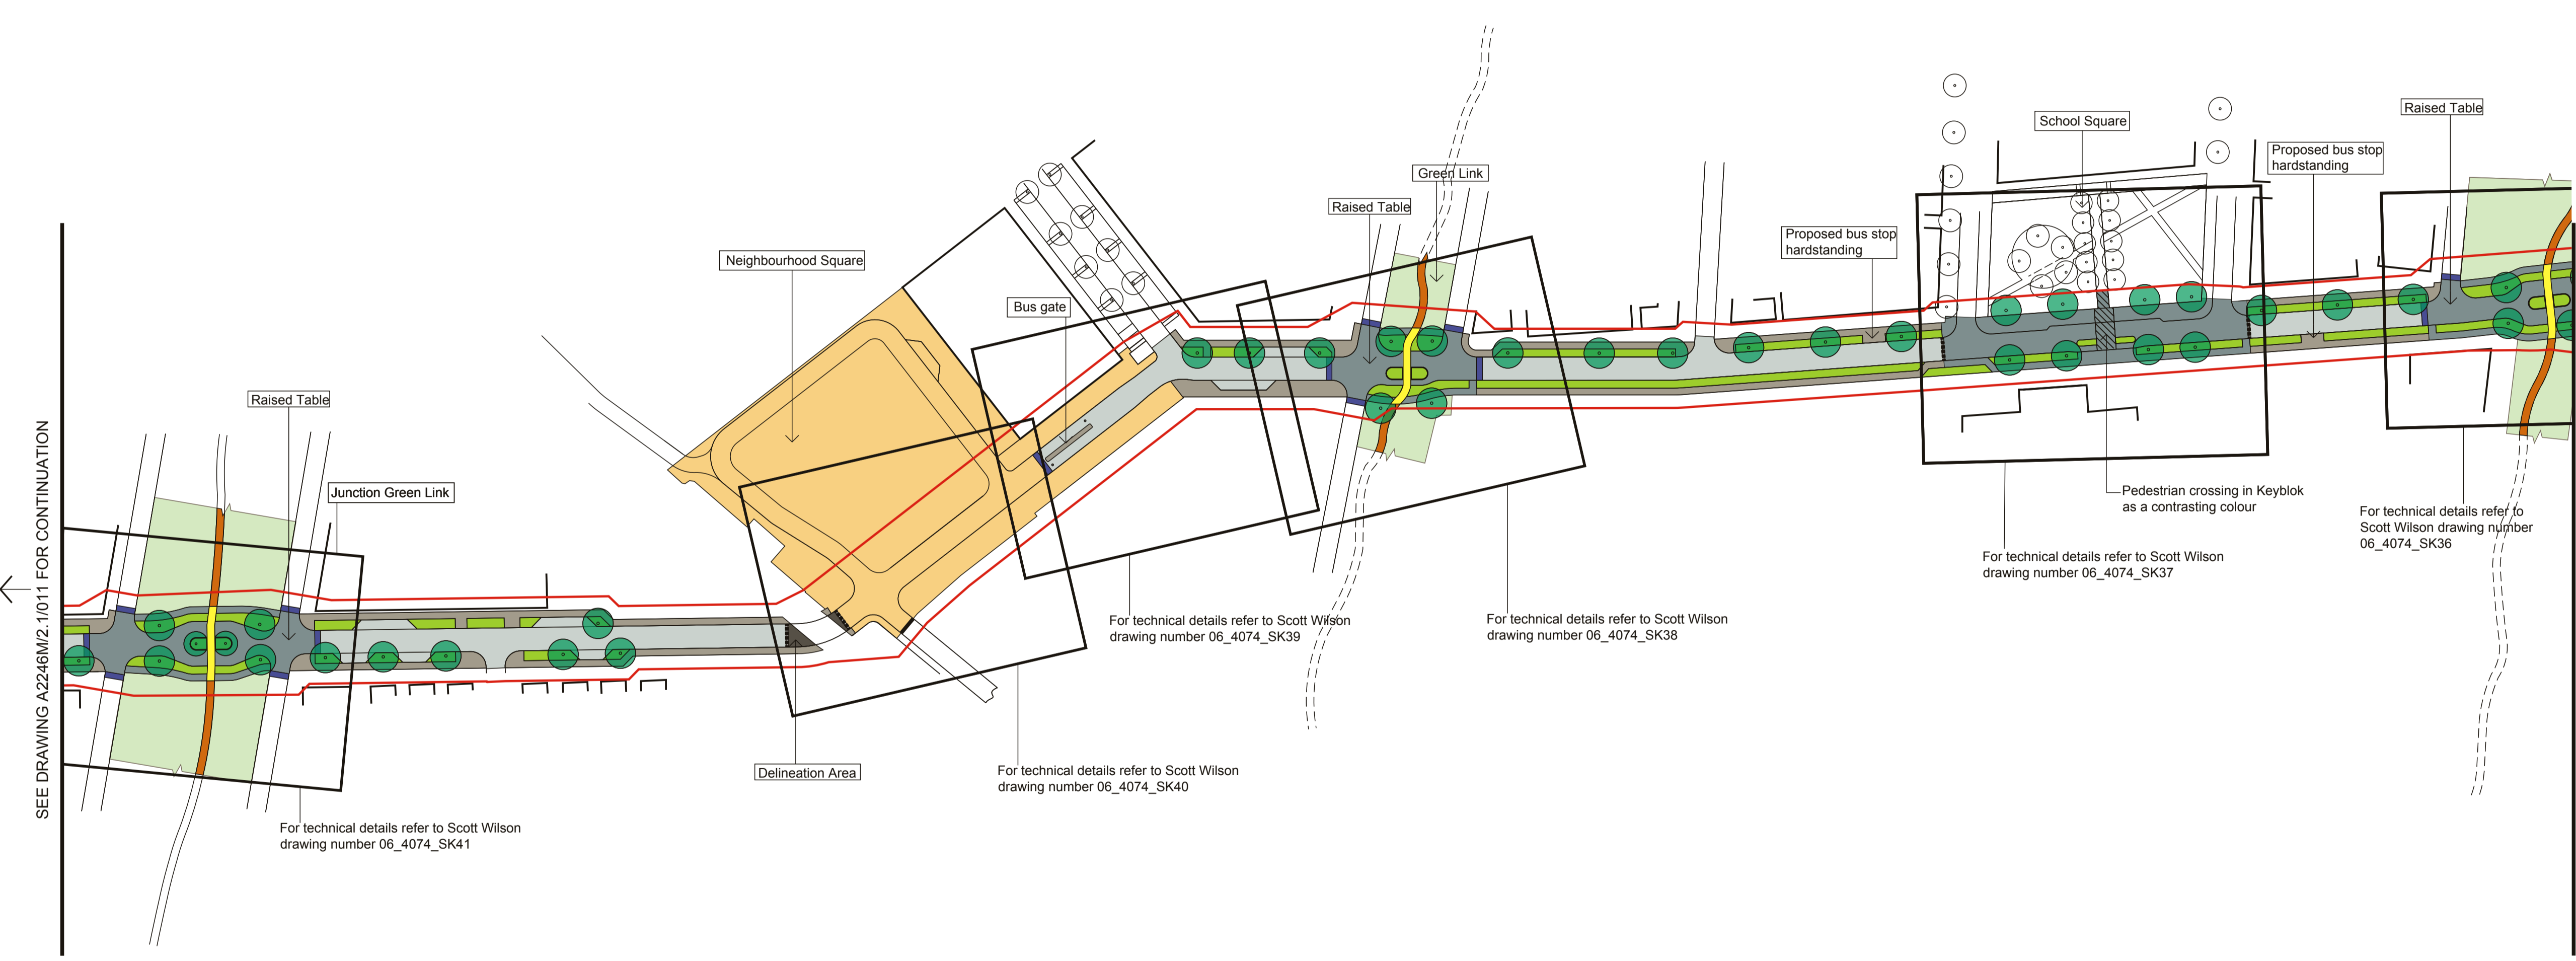 SEE DRAWING A2246M/2.1/011 FOR CONTINUATION
Raised Table
Junction Green Link
For technical details refer to Scott Wilson
drawing number 06_4074_SK41
Neighbourhood Square
Delineation Area
Bus gate
For technical details refer to Scott Wilson
drawing number 06_4074_SK40
For technical details refer to Scott Wilson
drawing number 06_4074_SK39
Raised Table
Green Link
For technical details refer to Scott Wilson
drawing number 06_4074_SK38
Proposed bus stop
hardstanding
School Square
Pedestrian crossing in Keyblok
as a contrasting colour
For technical details refer to Scott Wilson
drawing number 06_4074_SK37
Proposed bus stop
hardstanding
Raised Table
For technical details refer to
Scott Wilson drawing number
06_4074_SK36